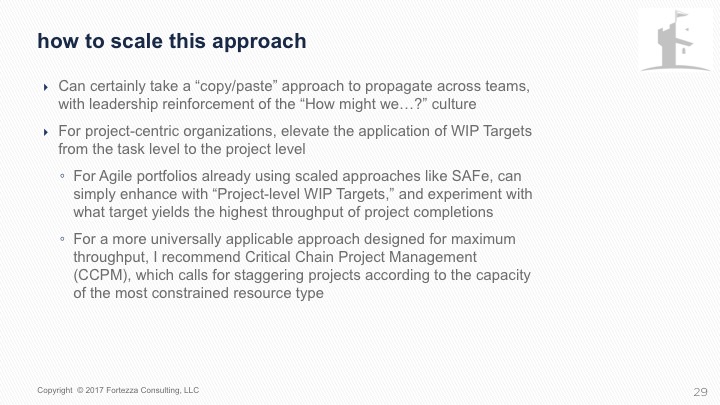 how to scale this approach
Can certainly take a “copy/paste” approach to propagate across teams,
with leadership reinforcement of the “How might we…?” culture
For project-centric organizations, elevate the application of WIP Targets
from the task level to the project level
For Agile portfolios already using scaled approaches like SAFe, can
simply enhance with “Project-level WIP Targets,” and experiment with
what target yields the highest throughput of project completions
For a more universally applicable approach designed for maximum
throughput, I recommend Critical Chain Project Management
(CCPM), which calls for staggering projects according to the capacity
of the most constrained resource type
Copyright © 2017 Fortezza Consulting, LLC
29